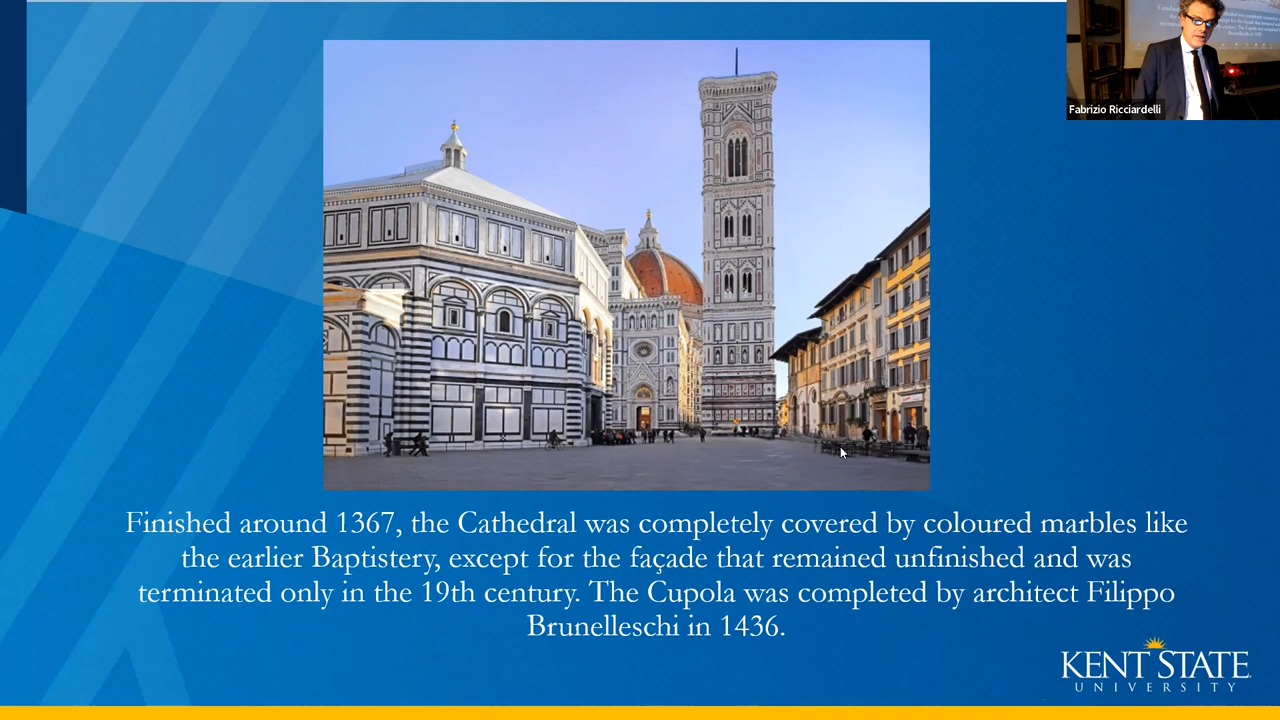 Fabrizio Ricciardelli
Finished around 1367, the Cathedral was completely covered by coloured marbles like
the earlier Baptistery, except for the façade that remained unfinished and was
terminated only in the 19th century. The Cupola was completed by architect Filippo
Brunelleschi in 1436.
KENT STATE
UNIVERSITY